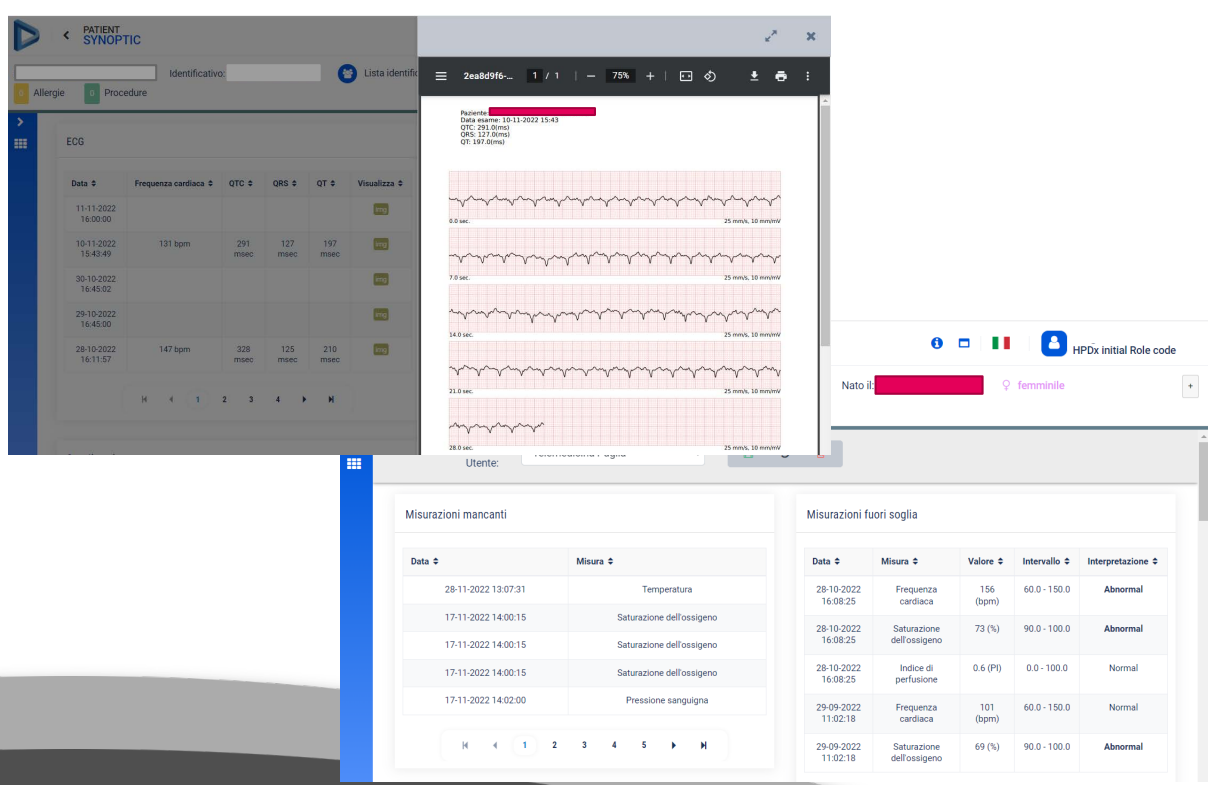 PATIENT
SYNOPTIC
Identificativo:
Lista identific
0 Allergie
0 Procedure
ECG
Data Frequenza cardiaca QTC QRS QT Visualizza
11-11-2022 16:00:00 img
10-11-2022 15:43:49 131 bpm 291 msec 127 msec 197 msec img
30-10-2022 16:45:02 img
29-10-2022 16:45:00 img
28-10-2022 16:11:57 147 bpm 328 msec 125 msec 210 msec img
1 2 3 4
2ea8d9f6-... 1 / 1 75%
Paziente:
Data esame: 10-11-2022 15:43
QTC: 291.0(ms)
QRS: 127.0(ms)
QT: 197.0(ms)
0.0 sec. 25 mm/s, 10 mm/mV
7.0 sec. 25 mm/s, 10 mm/mV
14.0 sec. 25 mm/s, 10 mm/mV
21.0 sec. 25 mm/s, 10 mm/mV
28.0 sec. 25 mm/s, 10 mm/mV
HPDx initial Role code
Nato il: femminile
Utente:
Misurazioni mancanti
Data Misura
28-11-2022 13:07:31 Temperatura
17-11-2022 14:00:15 Saturazione dell'ossigeno
17-11-2022 14:00:15 Saturazione dell'ossigeno
17-11-2022 14:00:15 Saturazione dell'ossigeno
17-11-2022 14:02:00 Pressione sanguigna
1 2 3 4 5
Misurazioni fuori soglia
Data Misura Valore Intervallo Interpretazione
28-10-2022 16:08:25 Frequenza cardiaca 156 (bpm) 60.0 - 150.0 Abnormal
28-10-2022 16:08:25 Saturazione dell'ossigeno 73 (%) 90.0 - 100.0 Abnormal
28-10-2022 16:08:25 Indice di perfusione 0.6 (PI) 0.0 - 100.0 Normal
29-09-2022 11:02:18 Frequenza cardiaca 101 (bpm) 60.0 - 150.0 Normal
29-09-2022 11:02:18 Saturazione dell'ossigeno 69 (%) 90.0 - 100.0 Abnormal